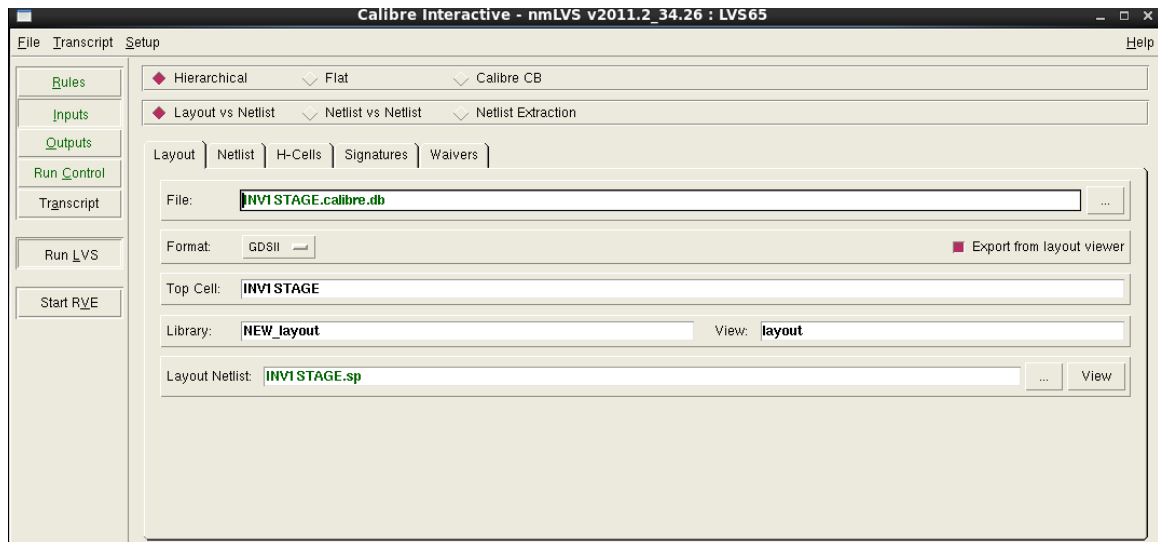 Calibre Interactive - nmLVS v2011.2_34.26 : LVS65
File Transcript Setup Help
Rules
Inputs
Outputs
Run Control
Transcript
Run LVS
Start RVE
Hierarchical Flat Calibre CB
Layout vs Netlist Netlist vs Netlist Netlist Extraction
Layout Netlist H-Cells Signatures Waivers
File: INV1STAGE.calibre.db ...
Format: GDSII Export from layout viewer
Top Cell: INV1STAGE
Library: NEW_layout View: layout
Layout Netlist: INV1STAGE.sp ... View